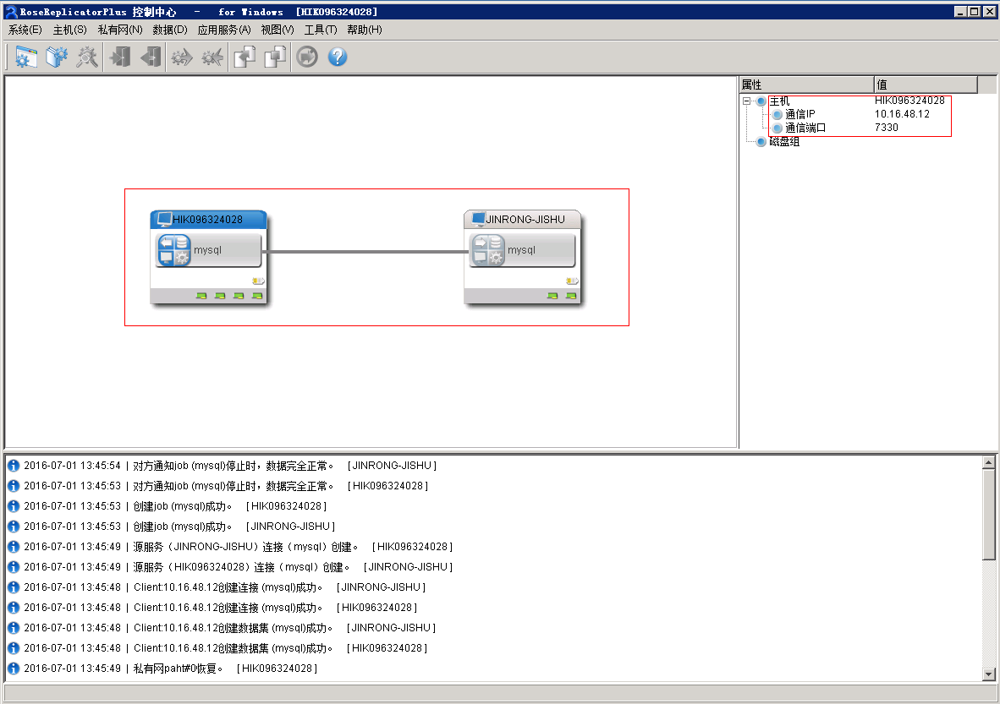 RoseReplicatorPlus 控制中心 - for Windows [HIK096324028]
系统(E) 主机(S) 私有网(N) 数据(D) 应用服务(A) 视图(V) 工具(T) 帮助(H)
属性 值
主机 HIK096324028
通信IP 10.16.48.12
通信端口 7330
磁盘组
HIK096324028 JINRONG-JISHU
mysql mysql
2016-07-01 13:45:54 | 对方通知job (mysql)停止时，数据完全正常。 [JINRONG-JISHU]
2016-07-01 13:45:53 | 对方通知job (mysql)停止时，数据完全正常。 [HIK096324028]
2016-07-01 13:45:53 | 创建job (mysql)成功。 [HIK096324028]
2016-07-01 13:45:53 | 创建job (mysql)成功。 [JINRONG-JISHU]
2016-07-01 13:45:49 | 源服务（JINRONG-JISHU）连接（mysql）创建。 [HIK096324028]
2016-07-01 13:45:49 | 源服务（HIK096324028）连接（mysql）创建。 [JINRONG-JISHU]
2016-07-01 13:45:48 | Client:10.16.48.12创建连接 (mysql)成功。 [JINRONG-JISHU]
2016-07-01 13:45:48 | Client:10.16.48.12创建连接 (mysql)成功。 [HIK096324028]
2016-07-01 13:45:48 | Client:10.16.48.12创建数据集 (mysql)成功。 [JINRONG-JISHU]
2016-07-01 13:45:48 | Client:10.16.48.12创建数据集 (mysql)成功。 [HIK096324028]
2016-07-01 13:45:49 | 私有网paht#0恢复。 [HIK096324028]